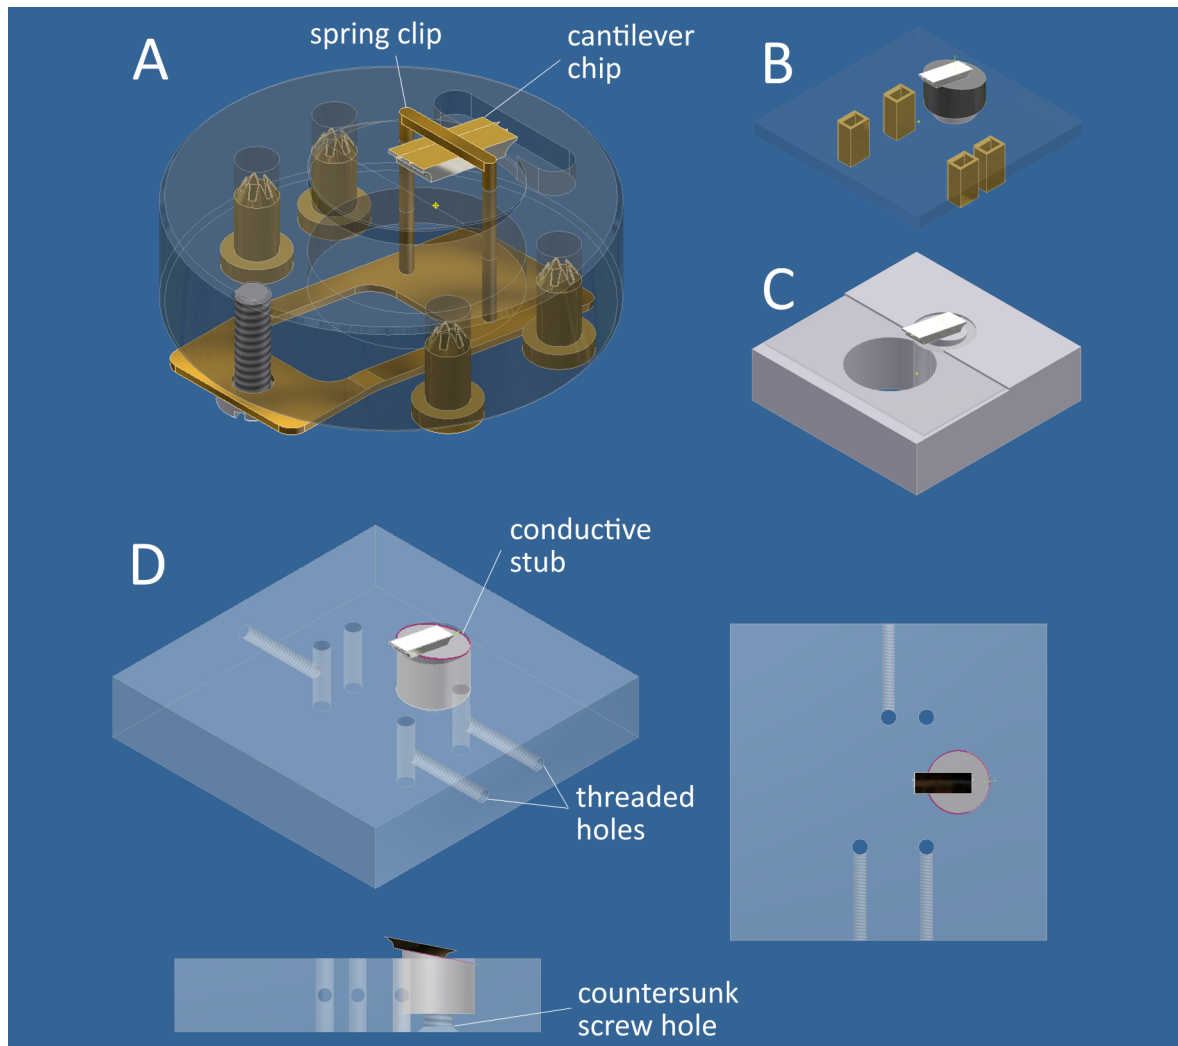 A
spring clip
cantilever
chip
B
C
D
conductive
stub
threaded
holes
countersunk
screw hole